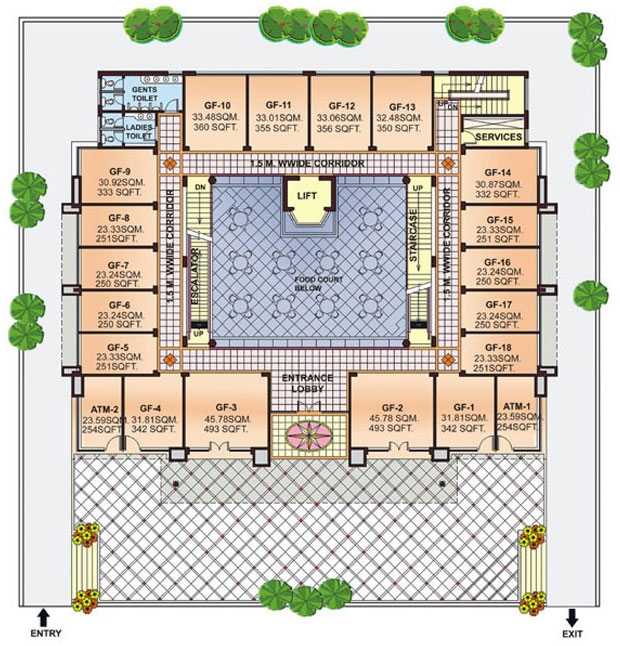 GENTS
TOILET
LADIES
TOILET
GF-10
33.48SQM.
360 SQFT.
GF-11
33.01SQM.
355 SQFT.
GF-12
33.06SQM.
356 SQFT.
GF-13
32.48SQM.
350 SQFT.
UP
DN
SERVICES
1.5 M. WWIDE CORRIDOR
GF-9
30.92SQM.
333 SQFT.
GF-8
23.33SQM.
251SQFT.
GF-7
23.24SQM.
250 SQFT.
GF-6
23.24SQM.
250 SQFT.
GF-5
23.33SQM.
251SQFT.
1.5 M. WWIDE CORRIDOR
DN
ESCALATOR
UP
LIFT
FOOD COURT
BELOW
UP
STAIRCASE
1.5 M. WWIDE CORRIDOR
GF-14
30.87SQM.
332 SQFT.
GF-15
23.33SQM.
251 SQFT.
GF-16
23.24SQM.
250 SQFT.
GF-17
23.24SQM.
250 SQFT.
GF-18
23.33SQM.
251SQFT.
ENTRANCE
LOBBY
ATM-2
23.59SQM.
254SQFT.
GF-4
31.81SQM.
342 SQFT.
GF-3
45.78SQM.
493 SQFT.
GF-2
45.78 SQM.
493 SQFT.
GF-1
31.81SQM.
342 SQFT.
ATM-1
23.59SQM.
254SQFT.
ENTRY
EXIT